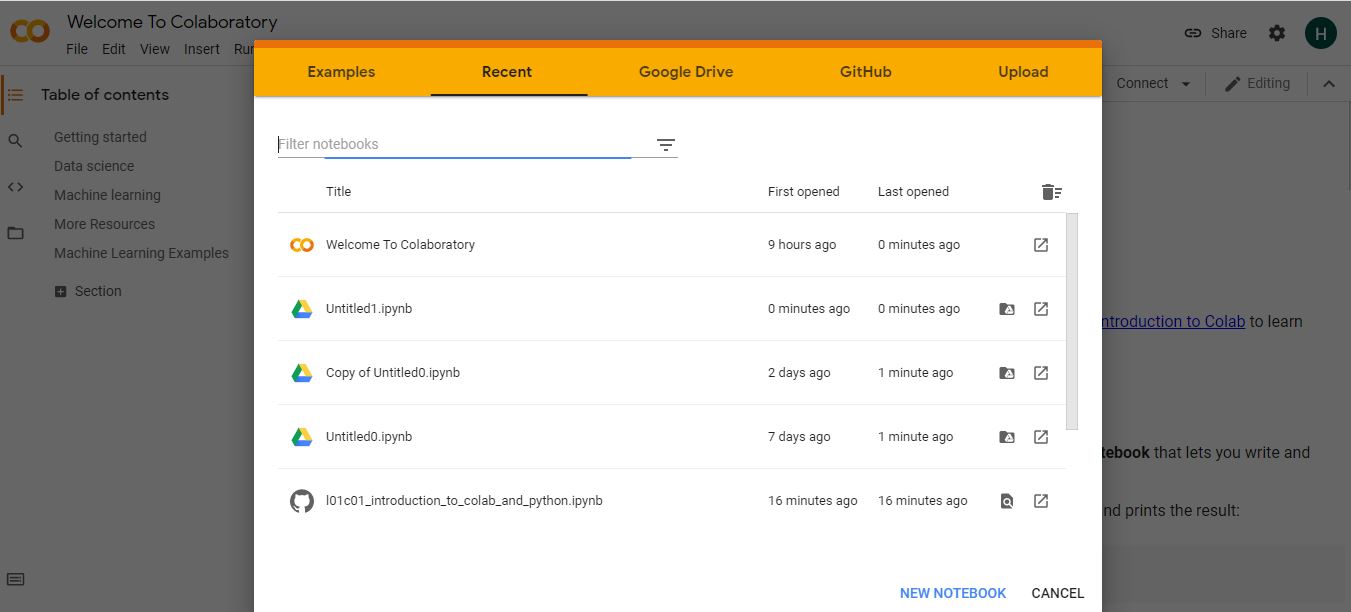 Welcome To Colaboratory
File Edit View Insert Ru
Share
H
Examples Recent Google Drive GitHub Upload
Connect
Editing
Table of contents
Getting started
Data science
Machine learning
More Resources
Machine Learning Examples
Section
Filter notebooks
Title First opened Last opened
Welcome To Colaboratory 9 hours ago 0 minutes ago
Untitled1.ipynb 0 minutes ago 0 minutes ago
Copy of Untitled0.ipynb 2 days ago 1 minute ago
Untitled0.ipynb 7 days ago 1 minute ago
l01c01_introduction_to_colab_and_python.ipynb 16 minutes ago 16 minutes ago
NEW NOTEBOOK CANCEL
ntroduction to Colab to learn
tebook that lets you write and
nd prints the result: